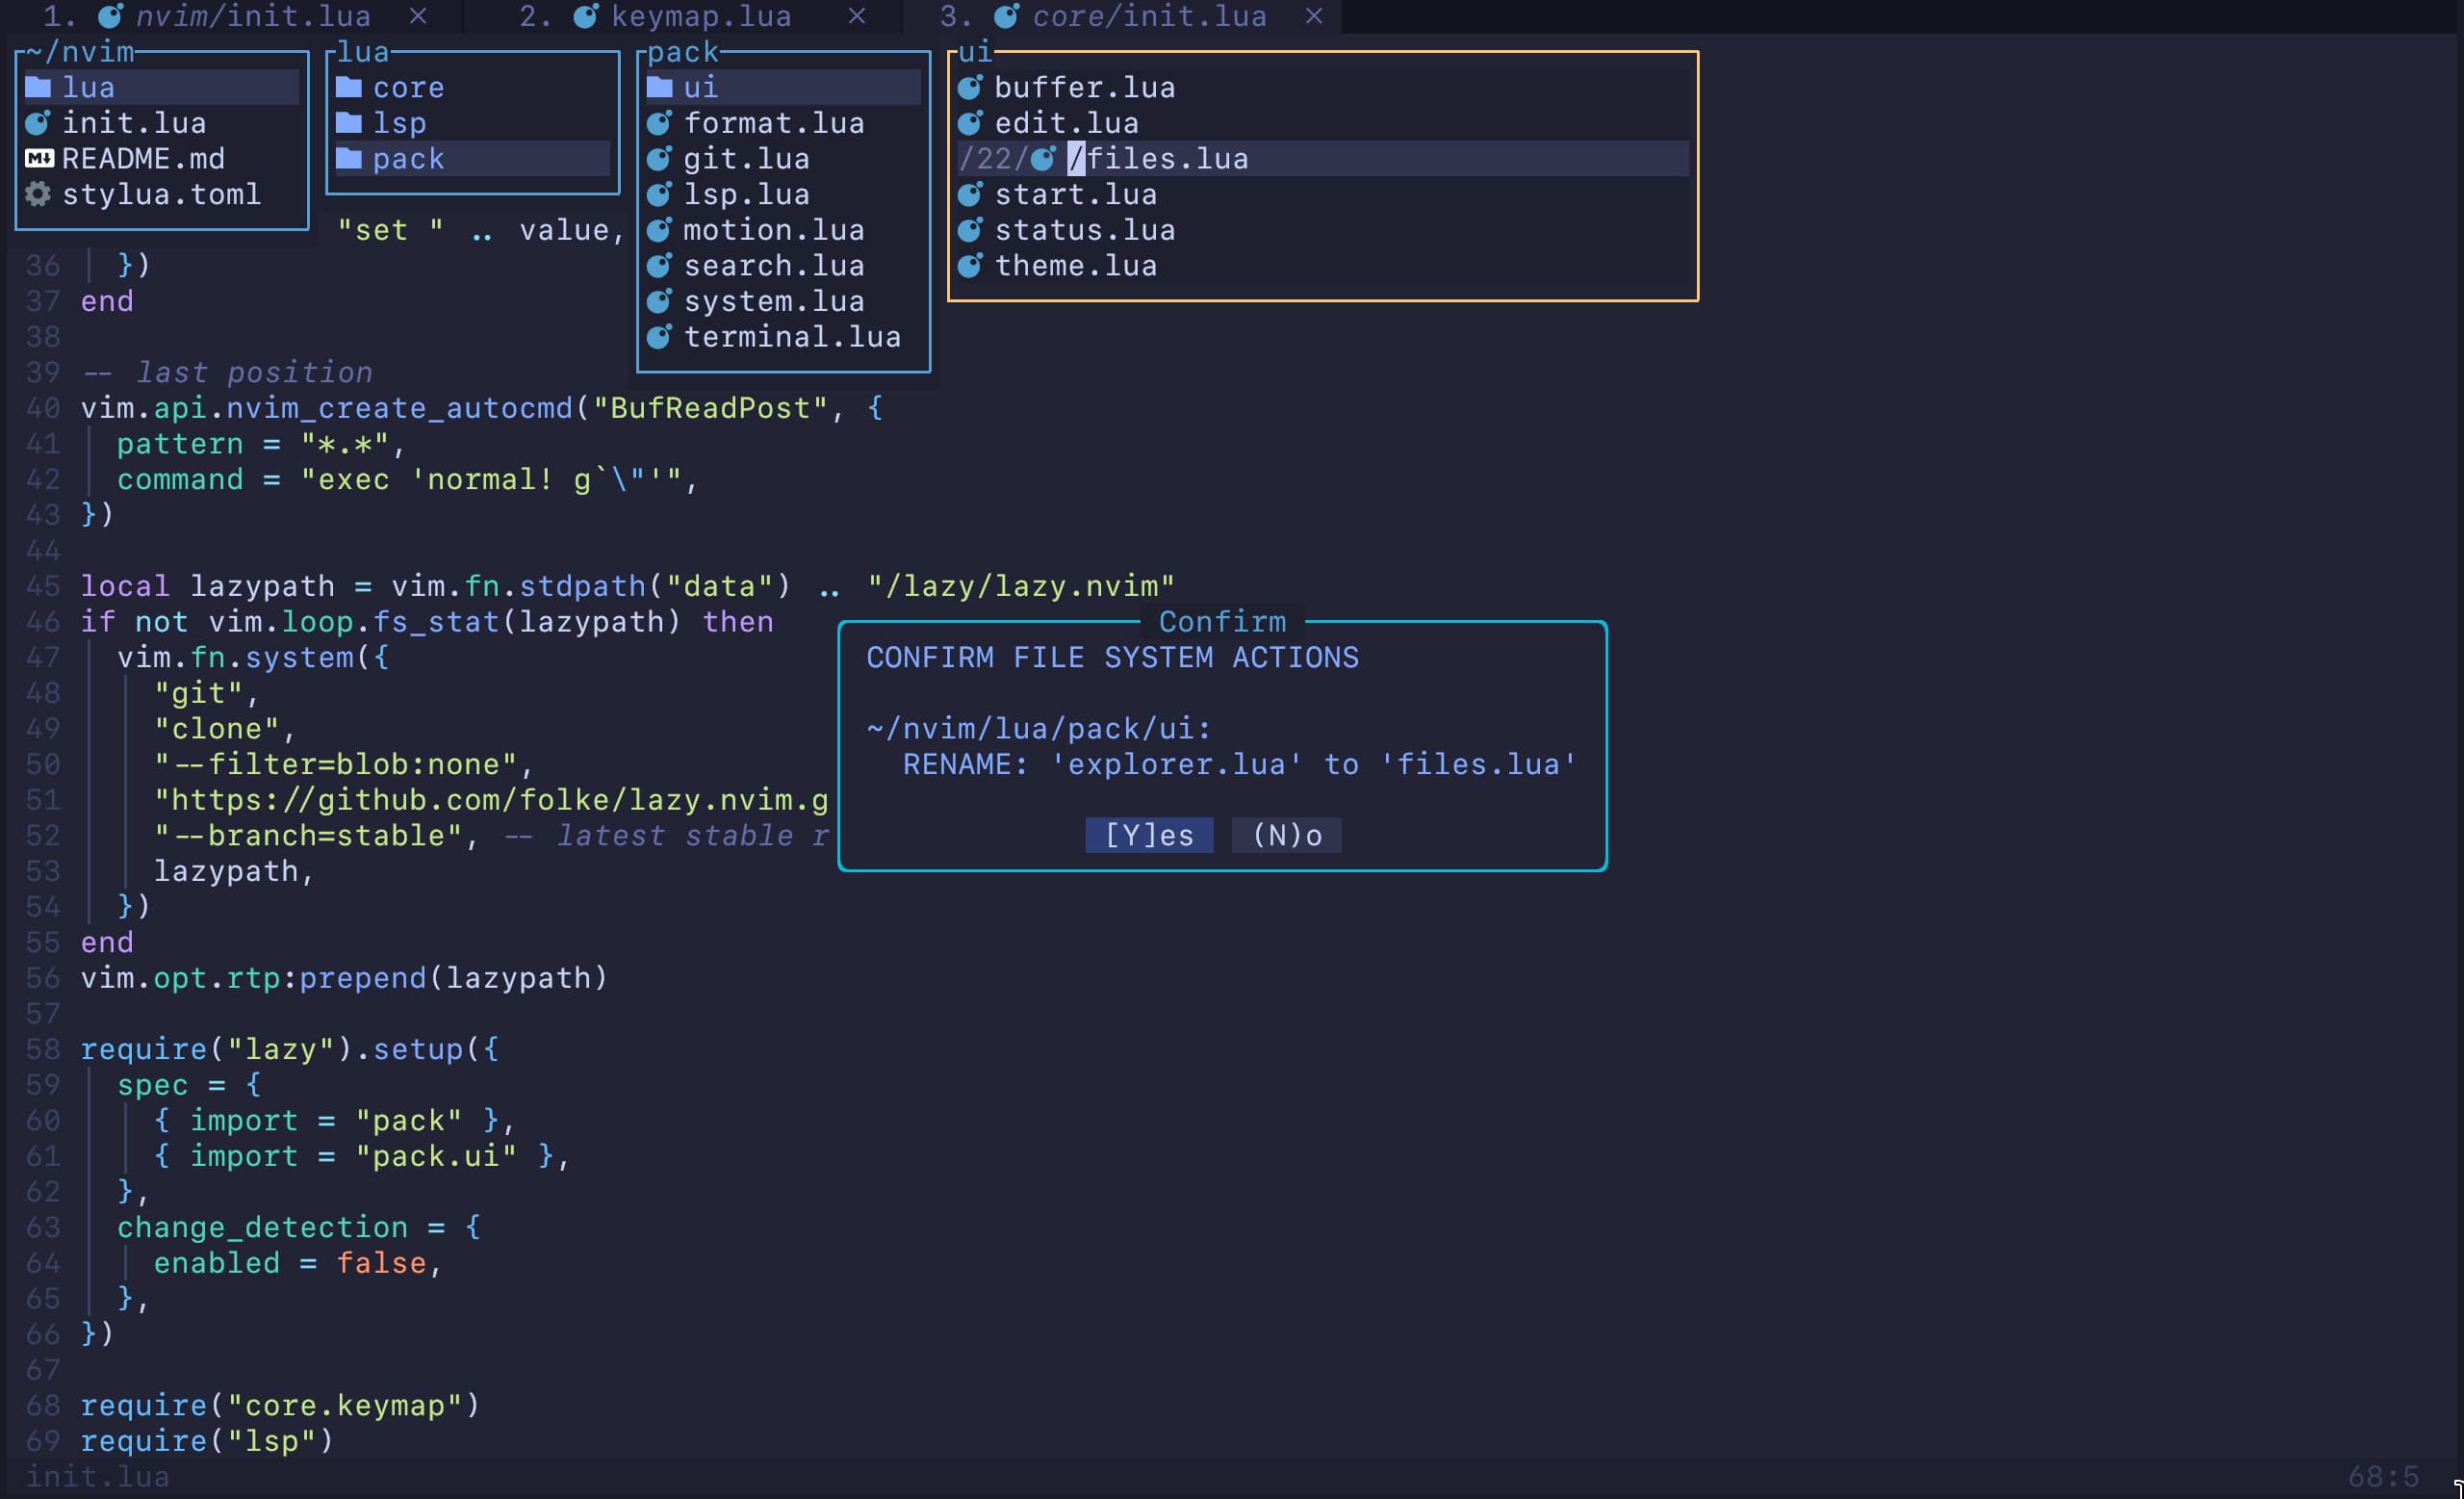 1. nvim/init.lua × 2. keymap.lua × 3. core/init.lua ×
~/nvim
lua
init.lua
README.md
stylua.toml
lua
core
lsp
pack
pack
ui
format.lua
git.lua
lsp.lua
motion.lua
search.lua
system.lua
terminal.lua
ui
buffer.lua
edit.lua
/22/ /files.lua
start.lua
status.lua
theme.lua
"set " .. value,
36 })
37 end
38
39 -- last position
40 vim.api.nvim_create_autocmd("BufReadPost", {
41 pattern = "*.*",
42 command = "exec 'normal! g`\"'",
43 })
44
45 local lazypath = vim.fn.stdpath("data") .. "/lazy/lazy.nvim"
46 if not vim.loop.fs_stat(lazypath) then
47 vim.fn.system({
48 "git",
49 "clone",
50 "--filter=blob:none",
51 "https://github.com/folke/lazy.nvim.g
52 "--branch=stable", -- latest stable r
53 lazypath,
54 })
55 end
56 vim.opt.rtp:prepend(lazypath)
57
58 require("lazy").setup({
59 spec = {
60 { import = "pack" },
61 { import = "pack.ui" },
62 },
63 change_detection = {
64 enabled = false,
65 },
66 })
67
68 require("core.keymap")
69 require("lsp")
Confirm
CONFIRM FILE SYSTEM ACTIONS
~/nvim/lua/pack/ui:
RENAME: 'explorer.lua' to 'files.lua'
[Y]es (N)o
init.lua 68:5